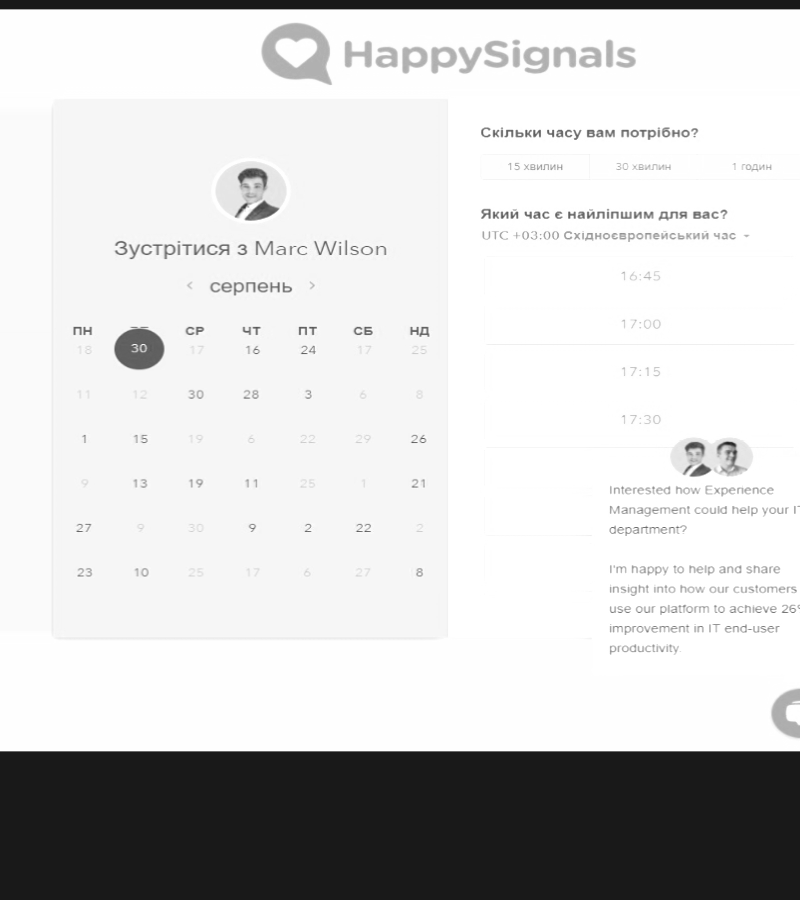 HappySignals
Зустрітися з Marc Wilson
серпень
ПН СР ЧТ ПТ СБ НД
18 30 17 16 24 17 25
11 12 30 28 3 6 8
1 15 19 6 22 29 26
9 13 19 11 25 1 21
27 9 30 9 2 22 2
23 10 25 17 6 27 8
Скільки часу вам потрібно?
15 хвилин 30 хвилин 1 годин
Який час є найліпшим для вас?
UTC +03:00 Східноєвропейський час
16:45
17:00
17:15
17:30
Interested how Experience
Management could help your IT
department?
I'm happy to help and share
insight into how our customers
use our platform to achieve 26%
improvement in IT end-user
productivity.